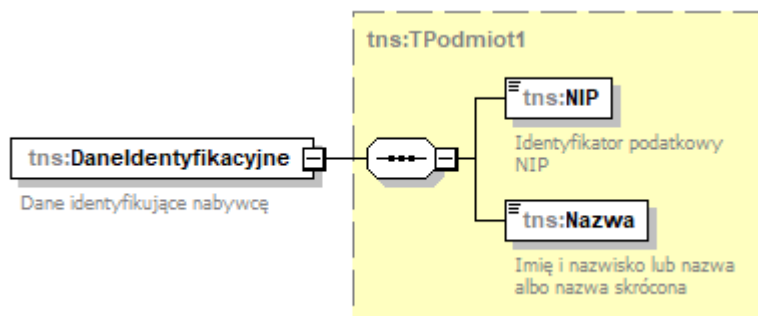 tns:TPodmiot1
tns:NIP
Identyfikator podatkowy
NIP
tns:DaneIdentyfikacyjne
Dane identyfikujące nabywcę
tns:Nazwa
Imię i nazwisko lub nazwa
albo nazwa skrócona